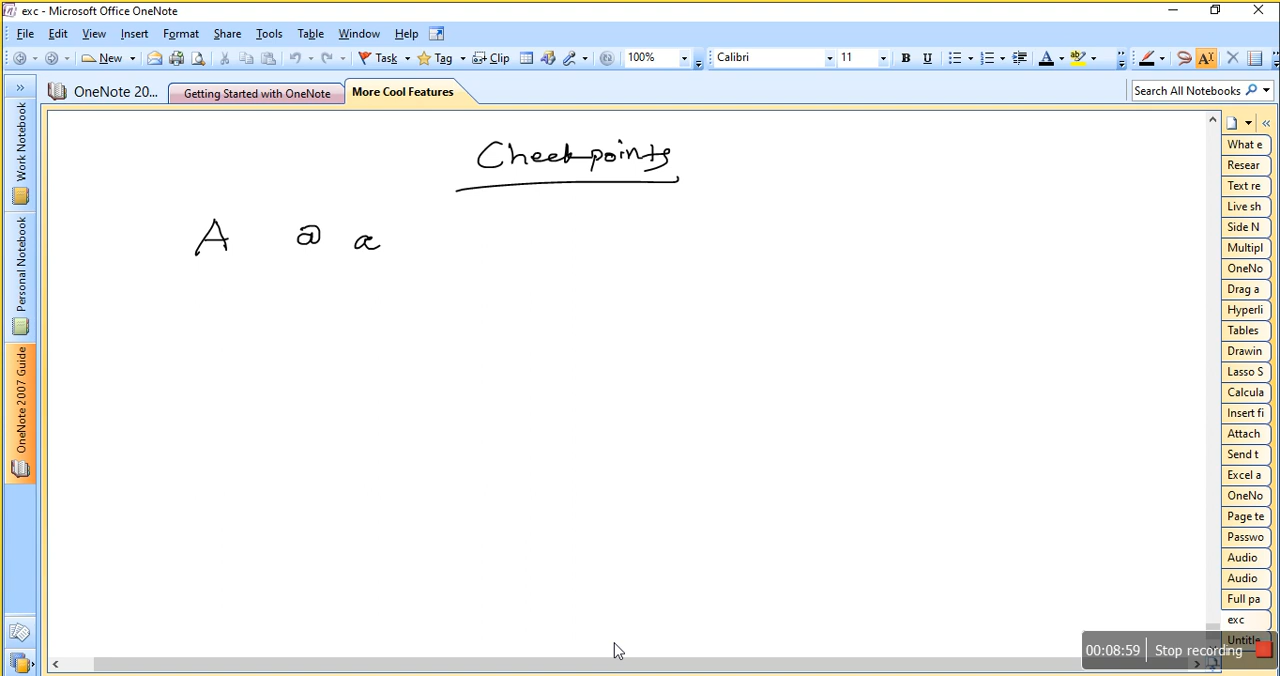 exc - Microsoft Office OneNote
File Edit View Insert Format Share Tools Table Window Help
New Task Tag Clip 100% Calibri 11 B I U A A
OneNote 20... Getting Started with OneNote More Cool Features Search All Notebooks
Work Notebook
Personal Notebook
OneNote 2007 Guide
Checkpoints
A @ a
What e
Resear
Text re
Live sh
Side N
Multipl
OneNo
Drag a
Hyperli
Tables
Drawin
Lasso S
Calcula
Insert fi
Attach
Send t
Excel a
OneNo
Page te
Passwo
Audio
Audio
Full pa
exc
Untitle
00:08:59 Stop recording